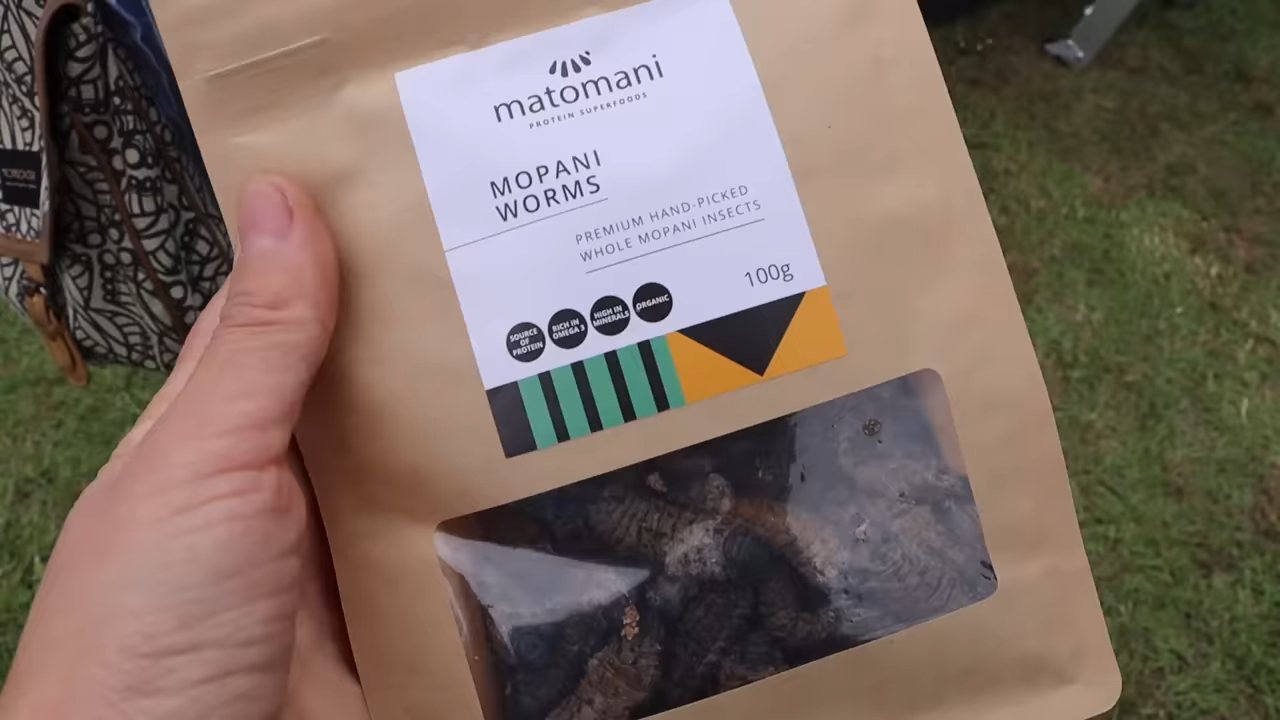 matomani
PROTEIN SUPERFOODS
MOPANI
WORMS
PREMIUM HAND-PICKED
WHOLE MOPANI INSECTS
100g
SOURCE
OF
PROTEIN
RICH IN
OMEGA 3
HIGH IN
MINERALS
ORGANIC